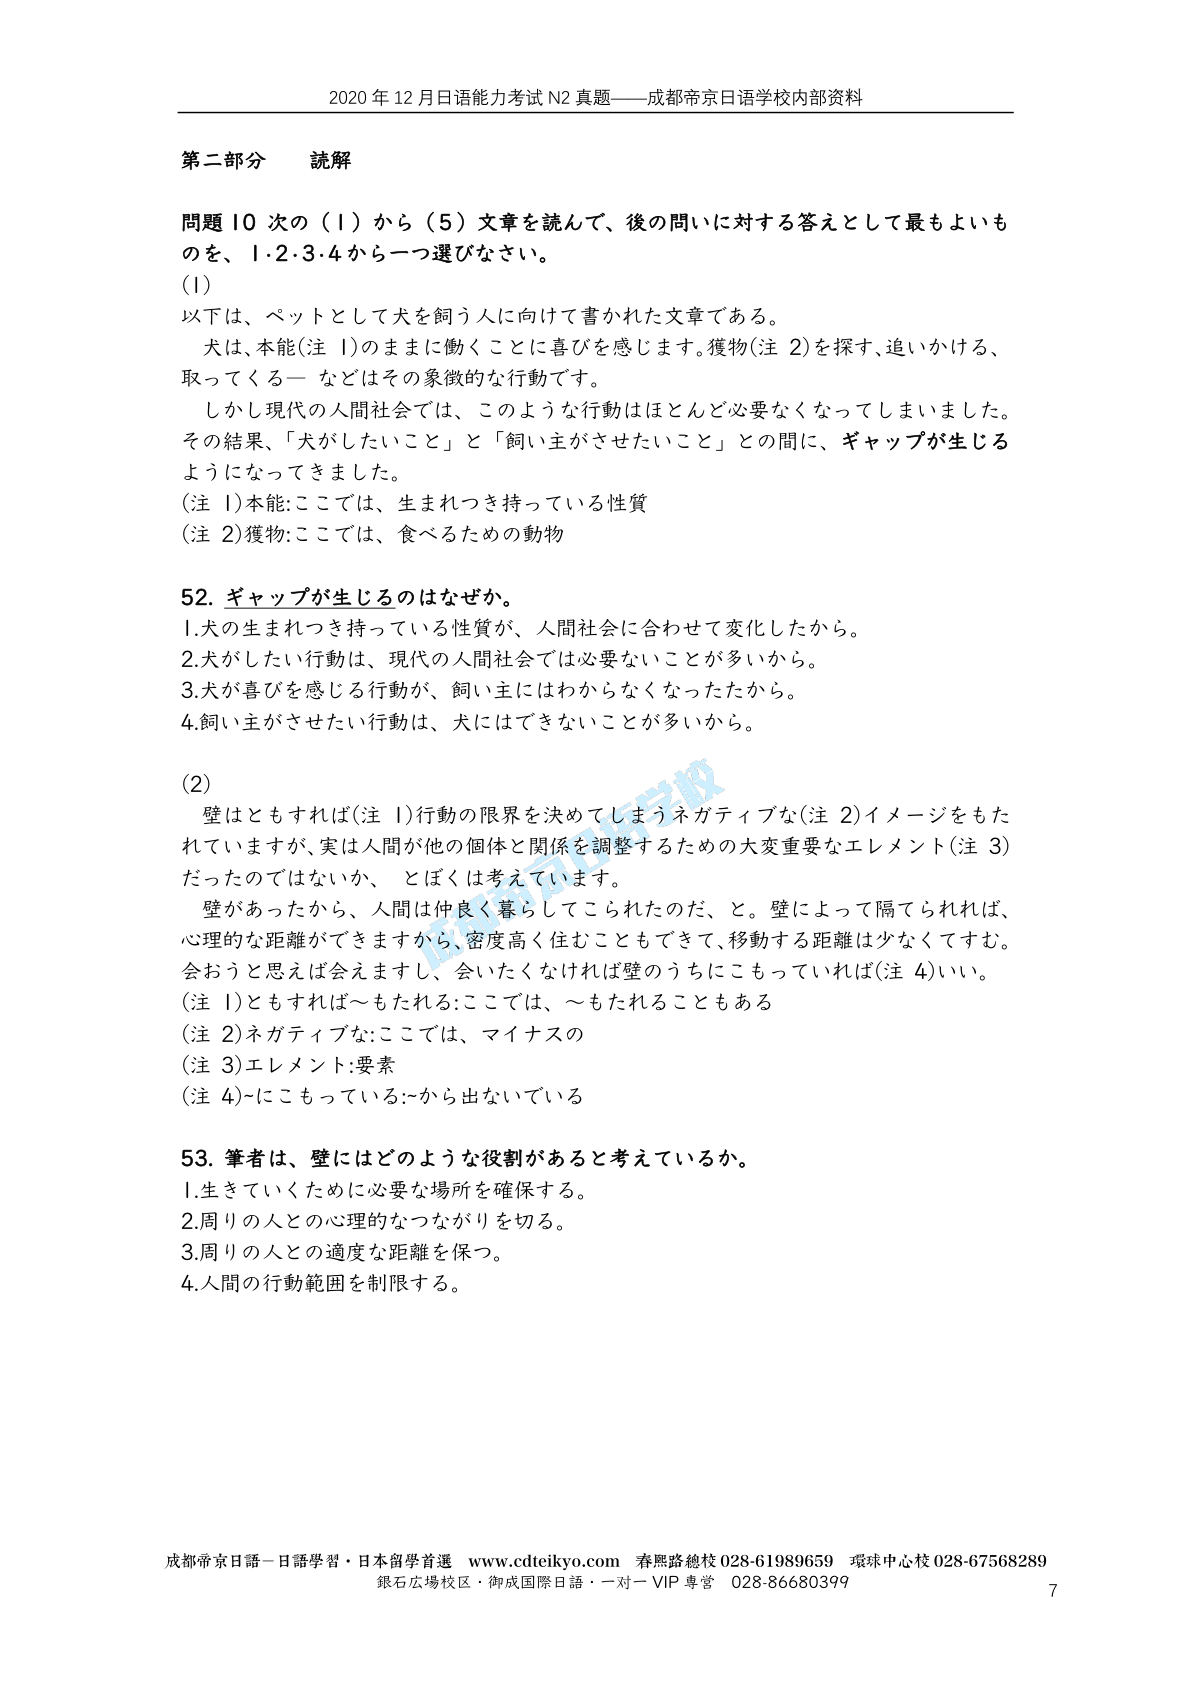 2020 年 12 月日语能力考试 N2 真题——成都帝京日语学校内部资料
第二部分　　読解
問題 10 次の（1）から（5）文章を読んで、後の問いに対する答えとして最もよいも
のを、 1·2·3·4 から一つ選びなさい。
(1)
以下は、ペットとして犬を飼う人に向けて書かれた文章である。
　犬は、本能(注 1)のままに働くことに喜びを感じます。獲物(注 2)を探す、追いかける、
取ってくる— などはその象徴的な行動です。
　しかし現代の人間社会では、このような行動はほとんど必要なくなってしまいました。
その結果、「犬がしたいこと」と「飼い主がさせたいこと」との間に、ギャップが生じる
ようになってきました。
(注 1)本能:ここでは、生まれつき持っている性質
(注 2)獲物:ここでは、食べるための動物
52. ギャップが生じるのはなぜか。
1.犬の生まれつき持っている性質が、人間社会に合わせて変化したから。
2.犬がしたい行動は、現代の人間社会では必要ないことが多いから。
3.犬が喜びを感じる行動が、飼い主にはわからなくなったたから。
4.飼い主がさせたい行動は、犬にはできないことが多いから。
(2)
　壁はともすれば(注 1)行動の限界を決めてしまうネガティブな(注 2)イメージをもた
れていますが、実は人間が他の個体と関係を調整するための大変重要なエレメント(注 3)
だったのではないか、 とぼくは考えています。
　壁があったから、人間は仲良く暮らしてこられたのだ、と。壁によって隔てられれば、
心理的な距離ができますから、密度高く住むこともできて、移動する距離は少なくてすむ。
会おうと思えば会えますし、会いたくなければ壁のうちにこもっていれば(注 4)いい。
(注 1)ともすれば〜もたれる:ここでは、〜もたれることもある
(注 2)ネガティブな:ここでは、マイナスの
(注 3)エレメント:要素
(注 4)~にこもっている:~から出ないでいる
53. 筆者は、壁にはどのような役割があると考えているか。
1.生きていくために必要な場所を確保する。
2.周りの人との心理的なつながりを切る。
3.周りの人との適度な距離を保つ。
4.人間の行動範囲を制限する。
成都帝京日语学校
成都帝京日語－日語學習・日本留學首選　www.cdteikyo.com　春熙路總校 028-61989659　環球中心校 028-67568289
銀石広場校区・御成国際日語・一对一 VIP 専営　028-86680399
7